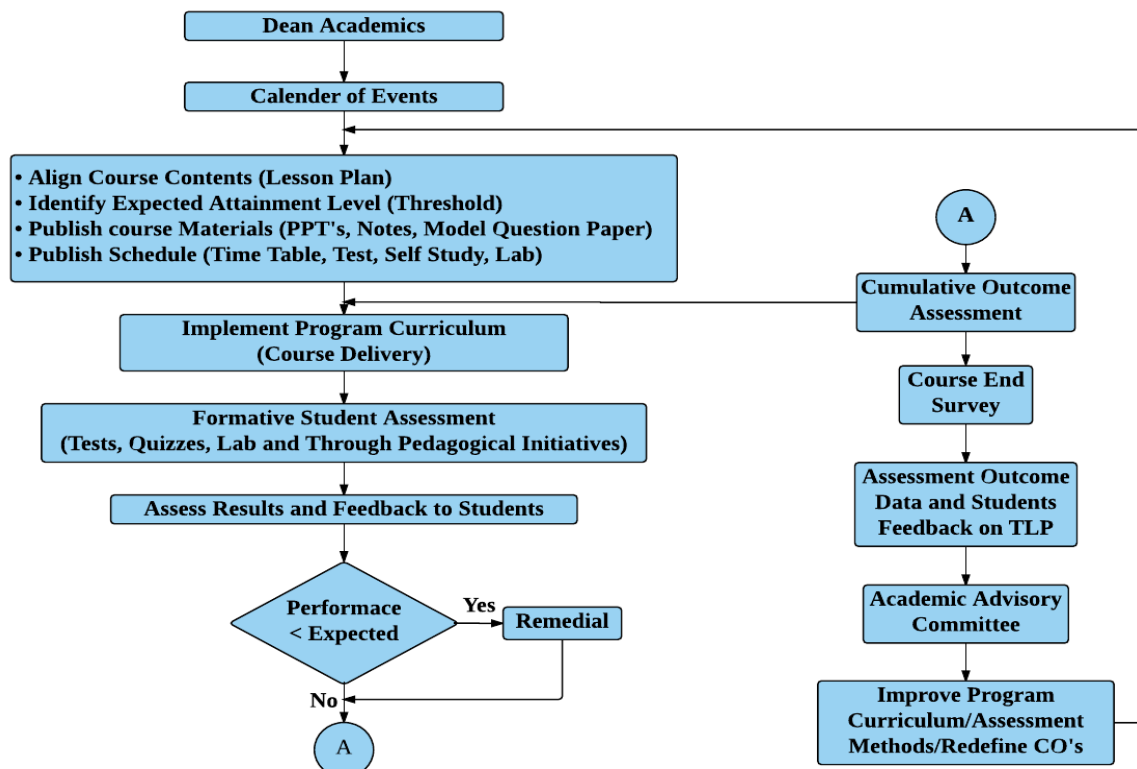 Dean Academics
Calender of Events
• Align Course Contents (Lesson Plan)
• Identify Expected Attainment Level (Threshold)
• Publish course Materials (PPT's, Notes, Model Question Paper)
• Publish Schedule (Time Table, Test, Self Study, Lab)
Implement Program Curriculum
(Course Delivery)
Formative Student Assessment
(Tests, Quizzes, Lab and Through Pedagogical Initiatives)
Assess Results and Feedback to Students
Performace
< Expected
Yes
Remedial
No
A
A
Cumulative Outcome
Assessment
Course End
Survey
Assessment Outcome
Data and Students
Feedback on TLP
Academic Advisory
Committee
Improve Program
Curriculum/Assessment
Methods/Redefine CO's